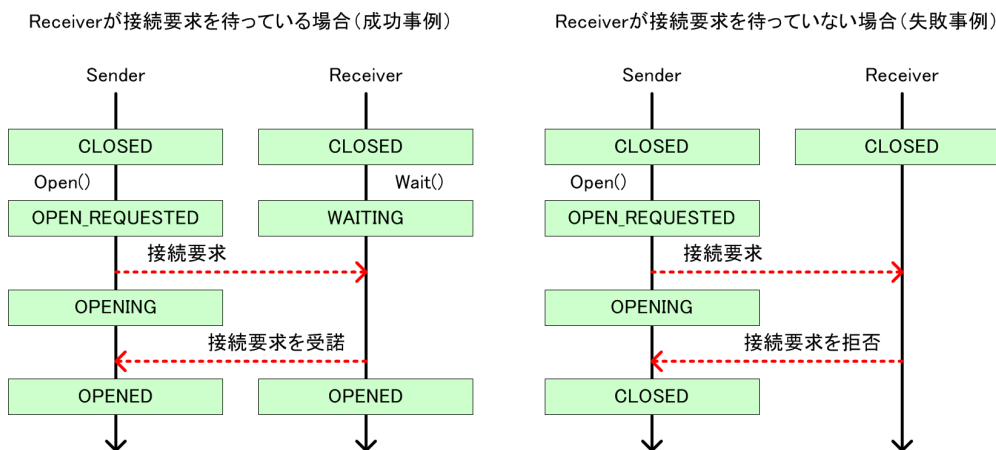 Receiverが接続要求を待っている場合（成功事例）
Sender Receiver
CLOSED CLOSED
Open() Wait()
OPEN_REQUESTED WAITING
接続要求
OPENING
接続要求を受諾
OPENED OPENED
Receiverが接続要求を待っていない場合（失敗事例）
Sender Receiver
CLOSED CLOSED
Open()
OPEN_REQUESTED
接続要求
OPENING
接続要求を拒否
CLOSED